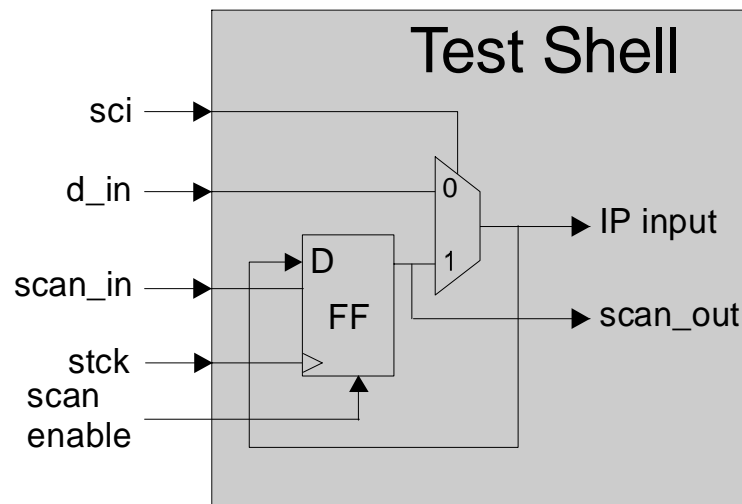 Test Shell
sci
d_in
0
IP input
D
1
scan_in
scan_out
FF
stck
scan
enable